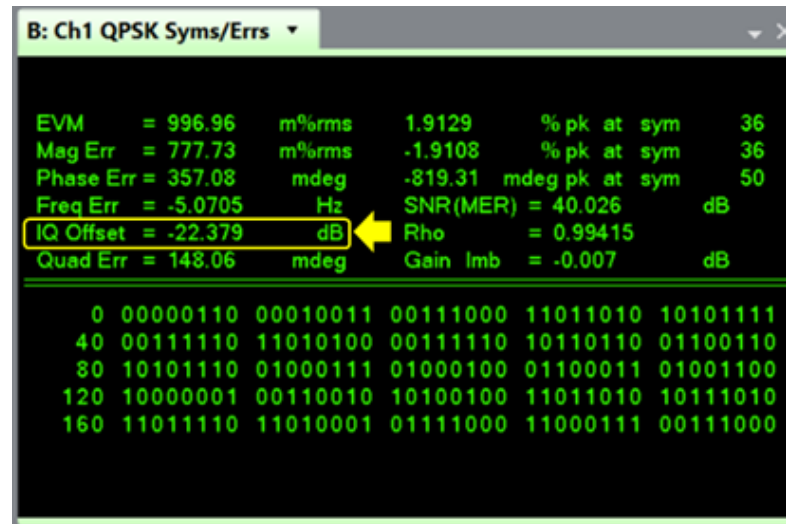 B: Ch1 QPSK Syms/Errs
EVM = 996.96 m%rms 1.9129 % pk at sym 36
Mag Err = 777.73 m%rms -1.9108 % pk at sym 36
Phase Err = 357.08 mdeg -819.31 mdeg pk at sym 50
Freq Err = -5.0705 Hz SNR(MER) = 40.026 dB
IQ Offset = -22.379 dB Rho = 0.99415
Quad Err = 148.06 mdeg Gain Imb = -0.007 dB
0 00000110 00010011 00111000 11011010 10101111
40 00111110 11010100 00111110 10110110 01100110
80 10101110 01000111 01000100 01100011 01001100
120 10000001 00110010 10100100 11011010 10111010
160 11011110 11010001 01111000 11000111 00111000